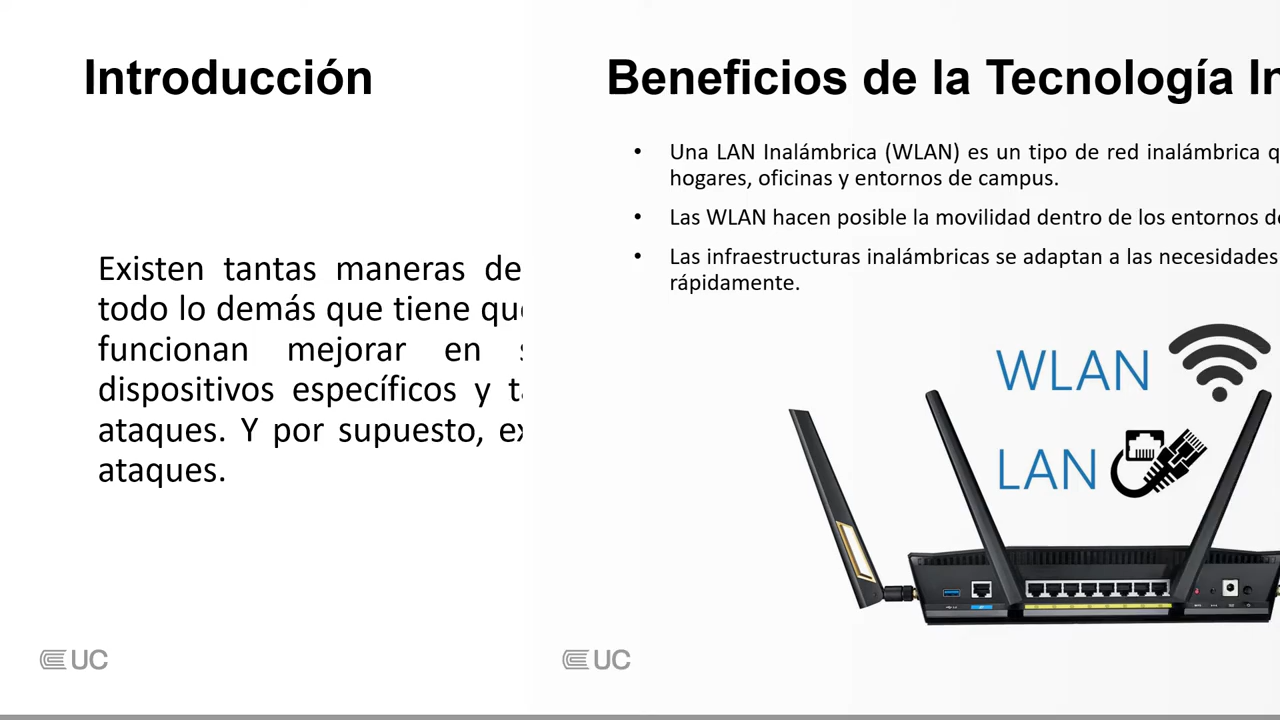 Introducción
Existen tantas maneras de
todo lo demás que tiene
funcionan mejorar en
dispositivos específicos y
ataques. Y por supuesto,
ataques.
UC
Beneficios de la Tecnología
Una LAN Inalámbrica (WLAN) es un tipo de red inalámbrica
hogares, oficinas y entornos de campus.
Las WLAN hacen posible la movilidad dentro de los entornos
Las infraestructuras inalámbricas se adaptan a las necesidades
rápidamente.
WLAN
LAN
UC